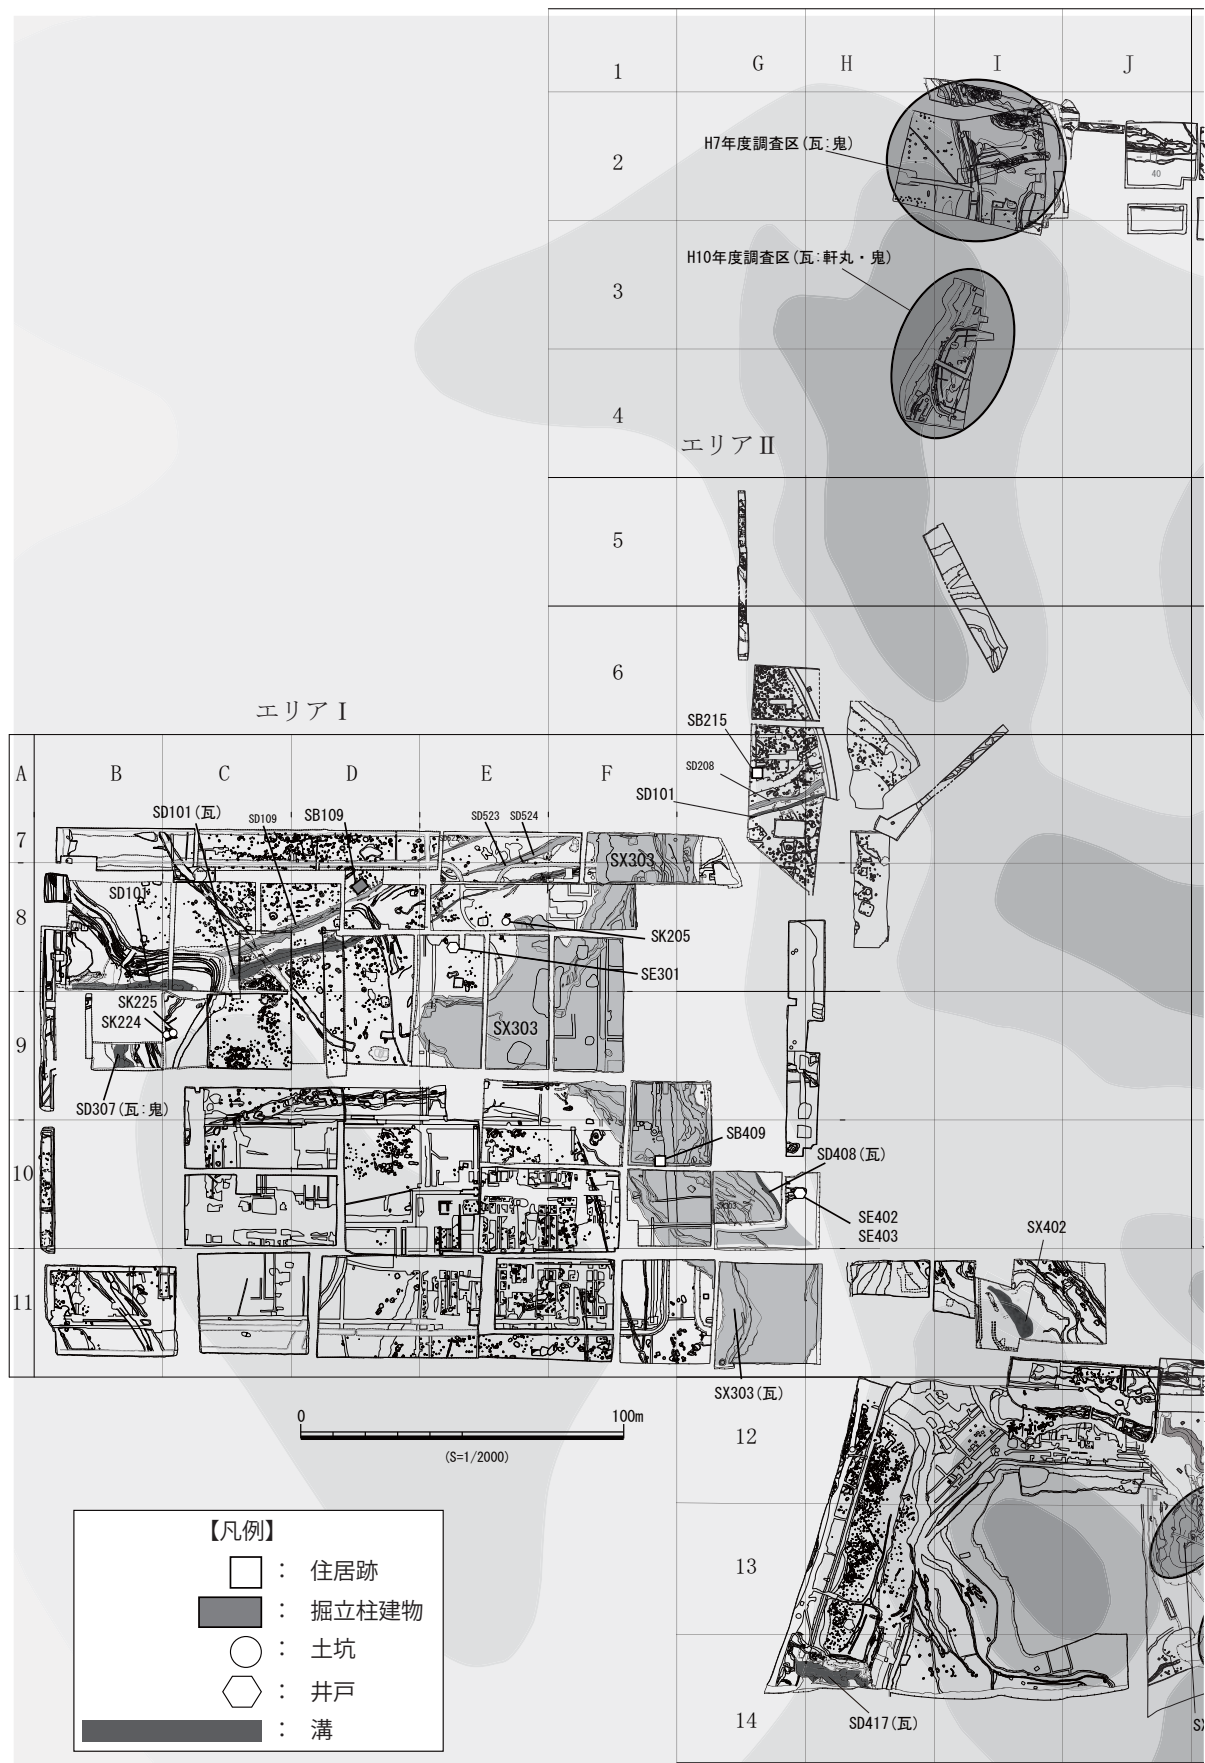 G H I J
1
2
3
4
5
6
H7年度調査区(瓦:鬼)
40
H10年度調査区(瓦:軒丸・鬼)
エリアⅡ
エリアⅠ
A B C D E F
7
8
9
10
11
12
13
14
SB215
SD208
SD101
SD101(瓦)
SD109
SB109
SD523
SD524
SX303
SD101
SK205
SE301
SK225
SK224
SX303
SD307(瓦:鬼)
SB409
SD408(瓦)
SX303
SE402
SE403
SX402
SX303(瓦)
0 100m
(S=1/2000)
【凡例】
: 住居跡
: 掘立柱建物
: 土坑
: 井戸
: 溝
SD417(瓦)